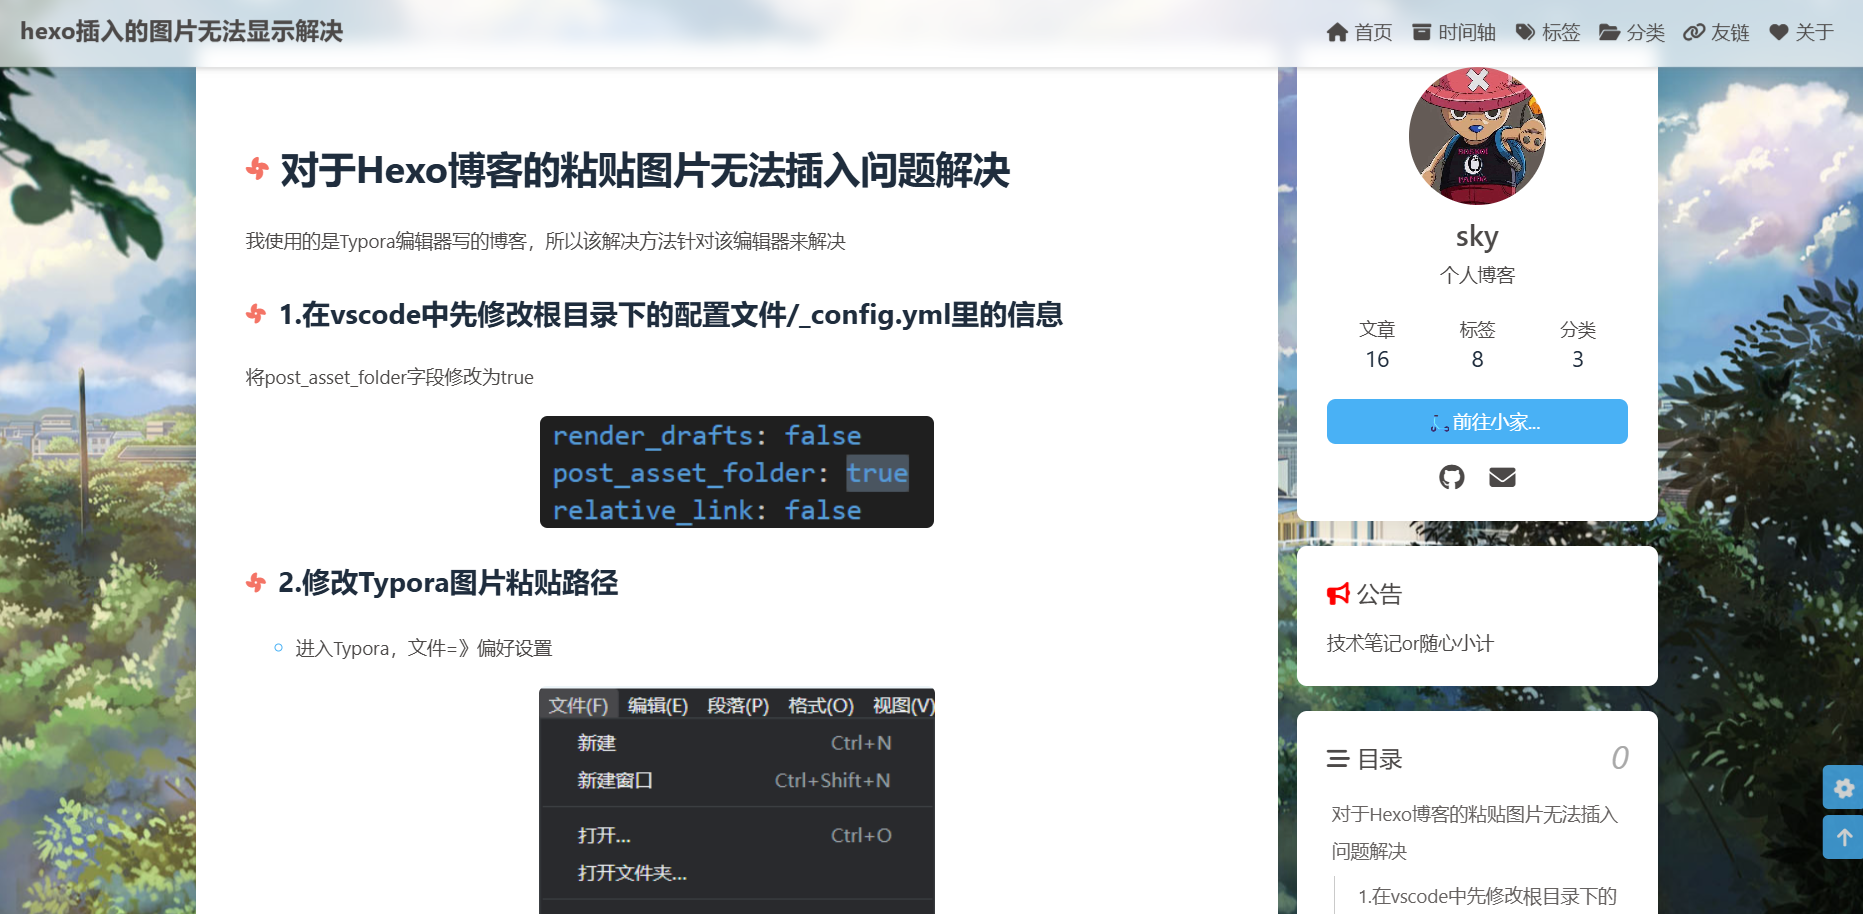 hexo插入的图片无法显示解决
首页 时间轴 标签 分类 友链 关于
对于Hexo博客的粘贴图片无法插入问题解决
我使用的是Typora编辑器写的博客，所以该解决方法针对该编辑器来解决
1.在vscode中先修改根目录下的配置文件/_config.yml里的信息
将post_asset_folder字段修改为true
render_drafts: false
post_asset_folder: true
relative_link: false
2.修改Typora图片粘贴路径
进入Typora，文件=》偏好设置
文件(F) 编辑(E) 段落(P) 格式(O) 视图(V)
新建 Ctrl+N
新建窗口 Ctrl+Shift+N
打开... Ctrl+O
打开文件夹...
sky
个人博客
文章 标签 分类
16 8 3
前往小家...
公告
技术笔记or随心小计
目录 0
对于Hexo博客的粘贴图片无法插入
问题解决
1.在vscode中先修改根目录下的